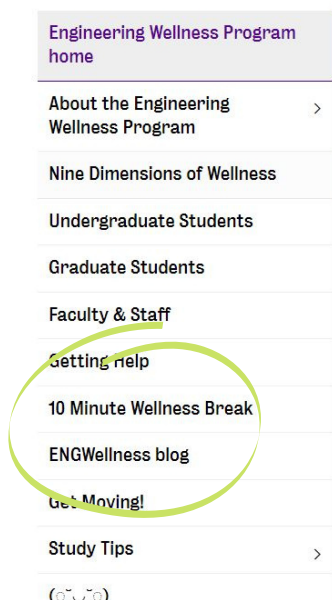 Engineering Wellness Program
home
About the Engineering
Wellness Program
Nine Dimensions of Wellness
Undergraduate Students
Graduate Students
Faculty & Staff
Getting Help
10 Minute Wellness Break
ENGWellness blog
Get Moving!
Study Tips